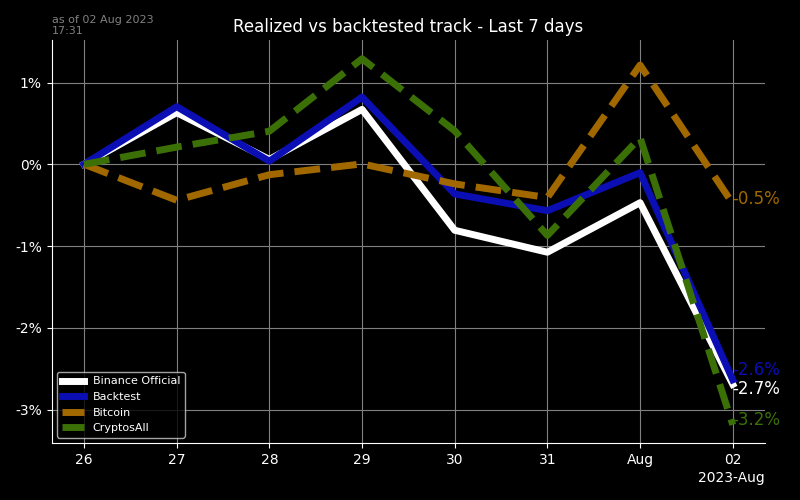 as of 02 Aug 2023
17:31
Realized vs backtested track - Last 7 days
1%
0%
-1%
-2%
-3%
-0.5%
-2.6%
-2.7%
-3.2%
Binance Official
Backtest
Bitcoin
CryptosAll
26 27 28 29 30 31 Aug 02
2023-Aug